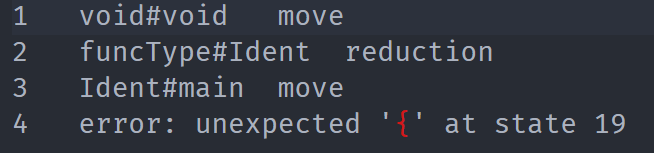 1 void#void move
2 funcType#Ident reduction
3 Ident#main move
4 error: unexpected '{' at state 19